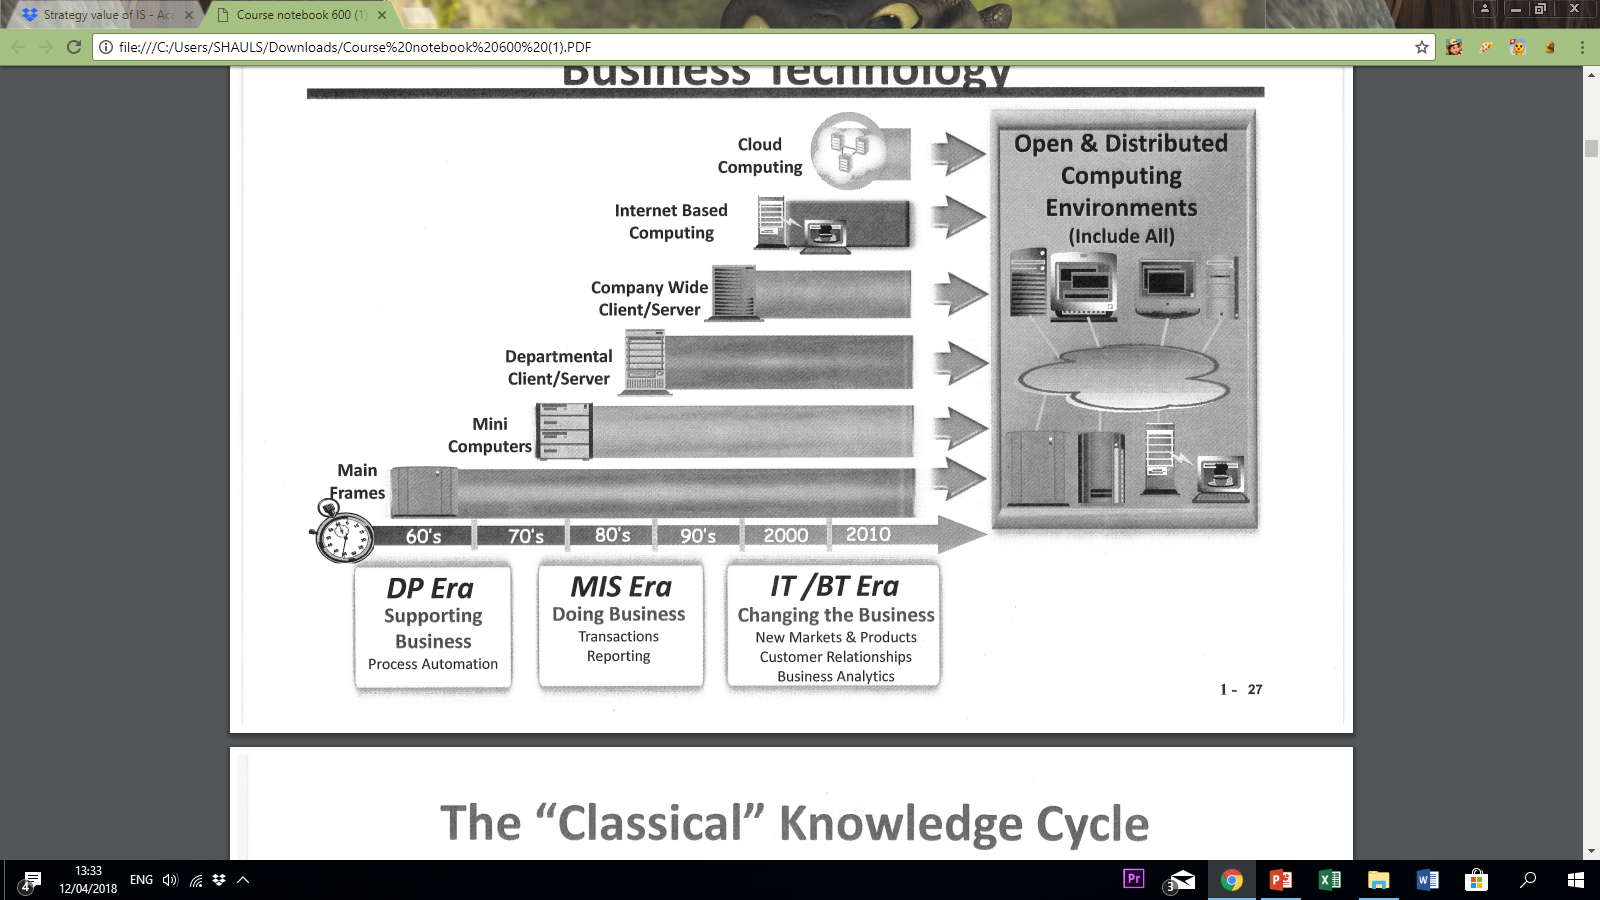 Strategy value of IS - Aca
Course notebook 600 (1)
file:///C:/Users/SHAULS/Downloads/Course%20notebook%20600%20(1).PDF
Business Technology
Cloud
Computing
Internet Based
Computing
Company Wide
Client/Server
Departmental
Client/Server
Mini
Computers
Main
Frames
Open & Distributed
Computing
Environments
(Include All)
60's 70's 80's 90's 2000 2010
DP Era
Supporting
Business
Process Automation
MIS Era
Doing Business
Transactions
Reporting
IT /BT Era
Changing the Business
New Markets & Products
Customer Relationships
Business Analytics
1 - 27
The “Classical” Knowledge Cycle
4
13:33
12/04/2018
ENG
Pr
3